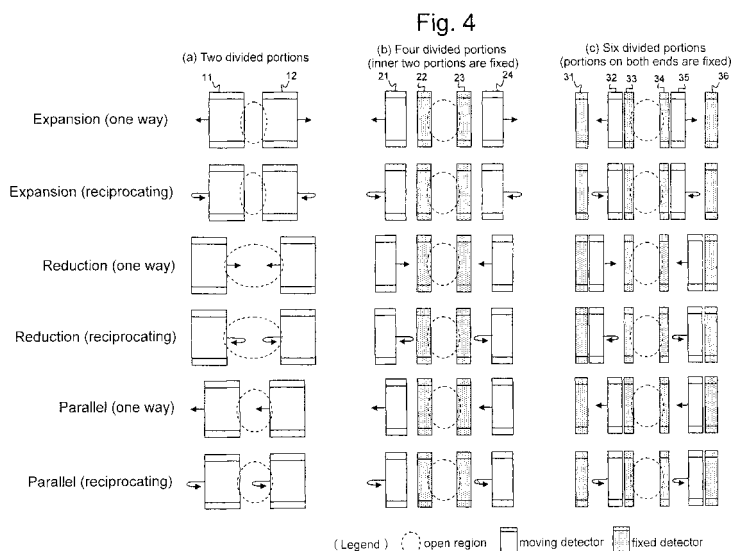 Fig. 4
(a) Two divided portions
(b) Four divided portions
(inner two portions are fixed)
(c) Six divided portions
(portions on both ends are fixed)
11 12 21 22 23 24 31 32 33 34 35 36
Expansion (one way)
Expansion (reciprocating)
Reduction (one way)
Reduction (reciprocating)
Parallel (one way)
Parallel (reciprocating)
(Legend) open region moving detector fixed detector